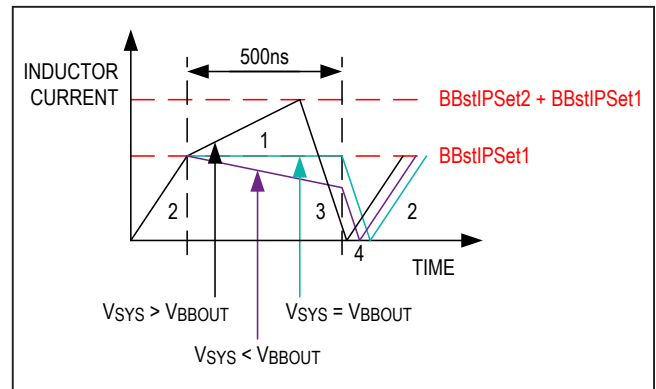 500ns
INDUCTOR
CURRENT
BBstIPSet2 + BBstIPSet1
1
BBstIPSet1
2
3
2
4
TIME
VSYS > VBBOUT
VSYS = VBBOUT
VSYS < VBBOUT